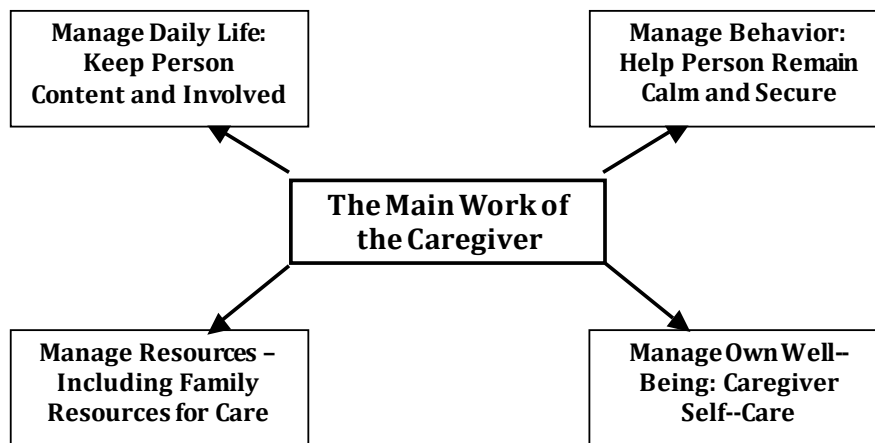 Manage Daily Life:
Keep Person
Content and Involved
Manage Behavior:
Help Person Remain
Calm and Secure
The Main Work of
the Caregiver
Manage Resources –
Including Family
Resources for Care
Manage Own Well--
Being: Caregiver
Self--Care